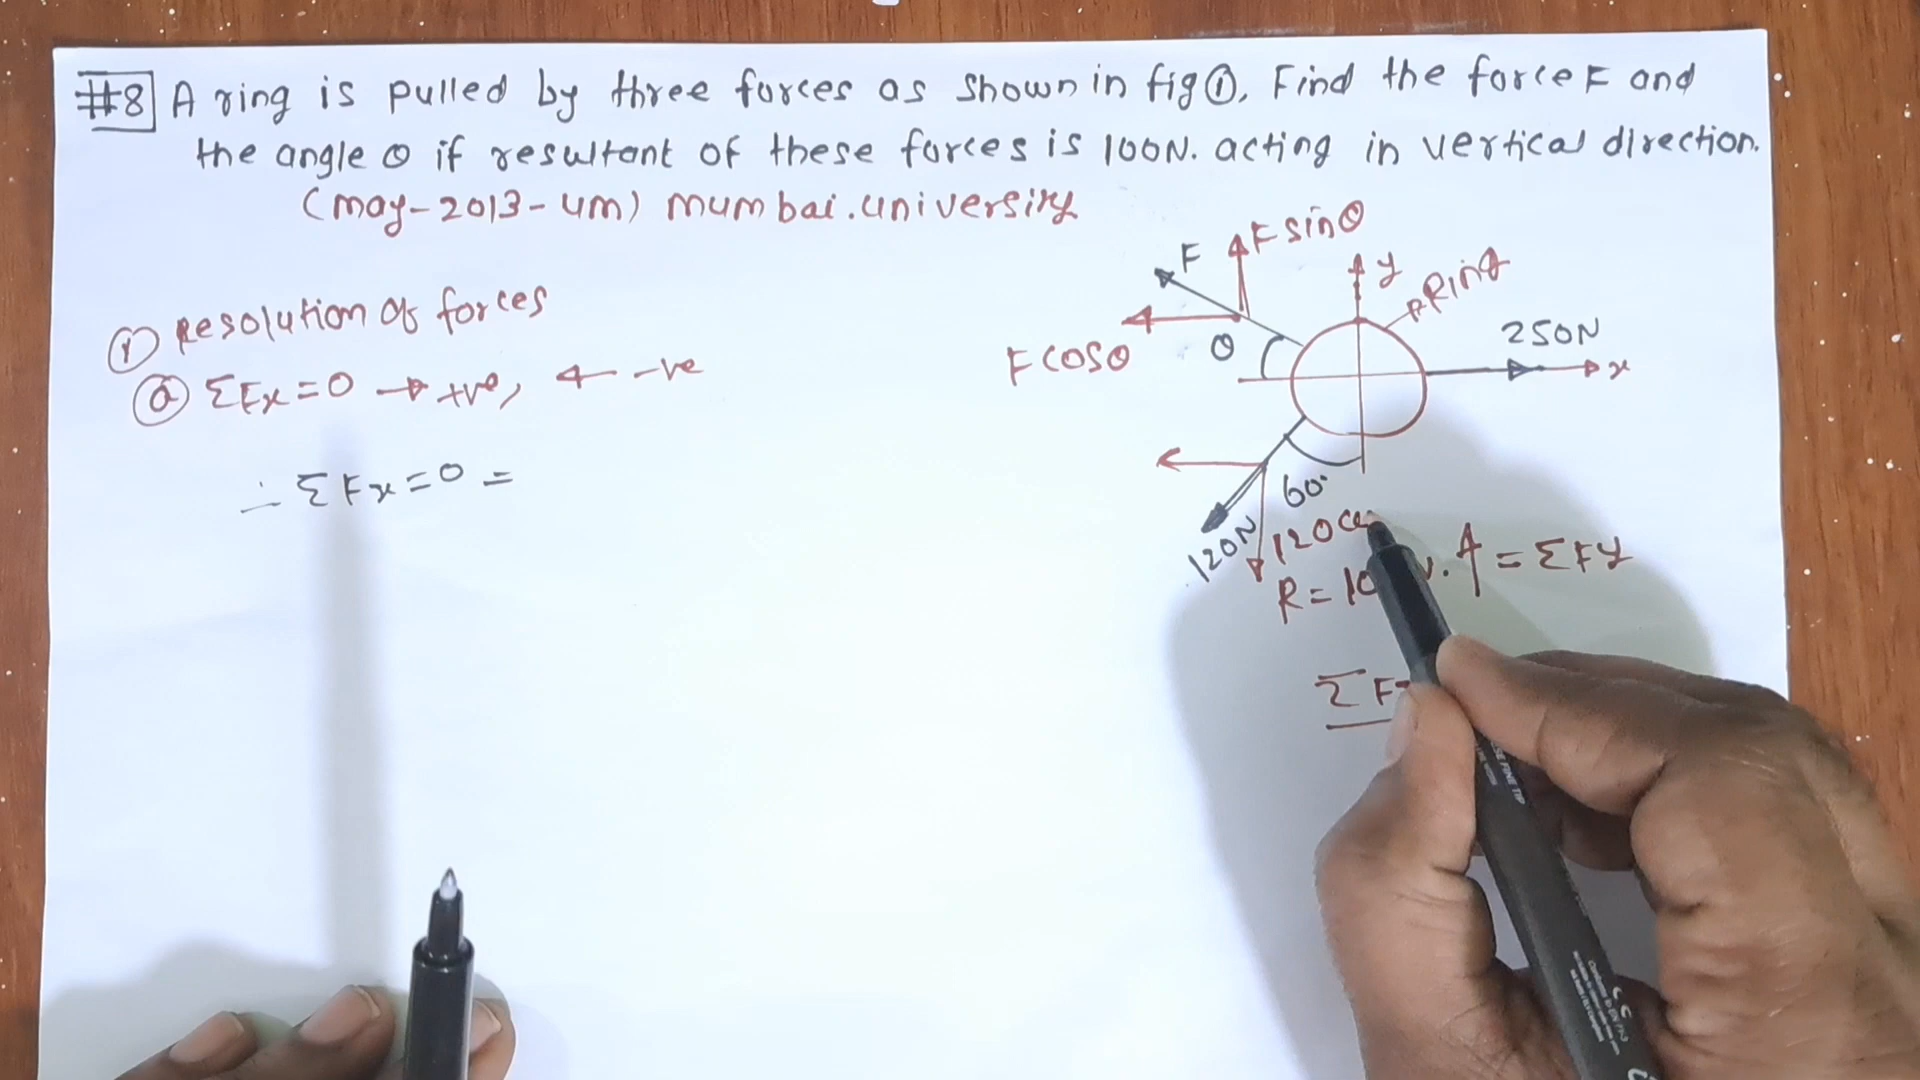 #8 A ring is pulled by three forces as shown in fig ①. Find the force F and
the angle θ if resultant of these forces is 100N. acting in vertical direction.
(may-2013-4m) mumbai.university
① Resolution of forces
ⓐ ΣFx=0 → +ve, ← -ve
∴ ΣFx=0 =
F
F sinθ
y
Ring
250N
x
F cosθ
θ
60°
120N
120
R = = ΣFy
ΣF